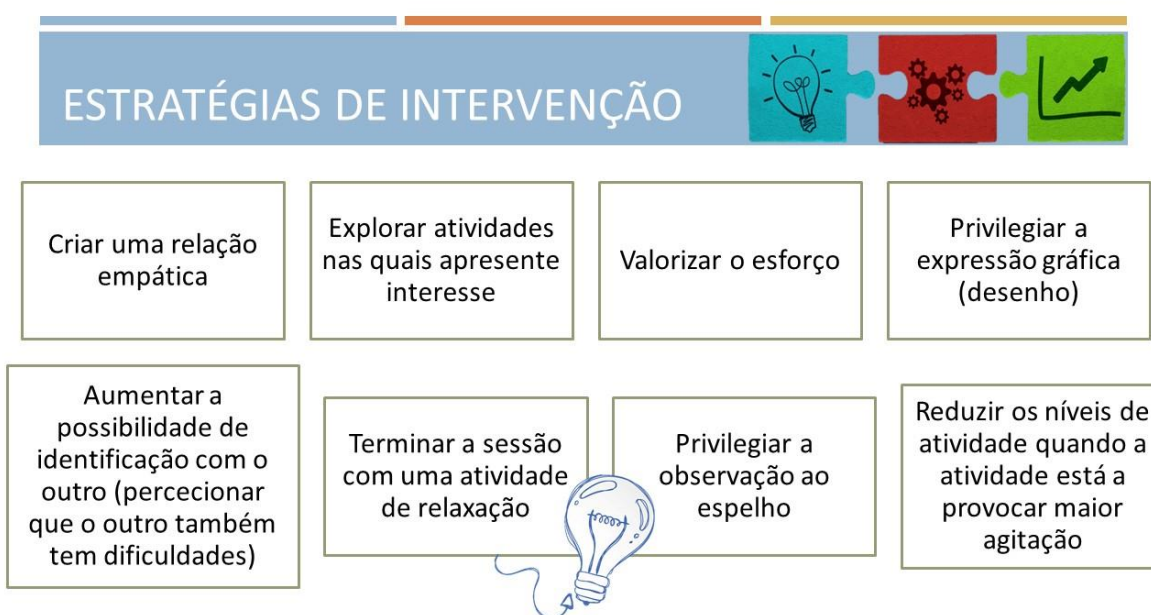 ESTRATÉGIAS DE INTERVENÇÃO
Criar uma relação
empática
Explorar atividades
nas quais apresente
interesse
Valorizar o esforço
Privilegiar a
expressão gráfica
(desenho)
Aumentar a
possibilidade de
identificação com o
outro (percecionar
que o outro também
tem dificuldades)
Terminar a sessão
com uma atividade
de relaxação
Privilegiar a
observação ao
espelho
Reduzir os níveis de
atividade quando a
atividade está a
provocar maior
agitação